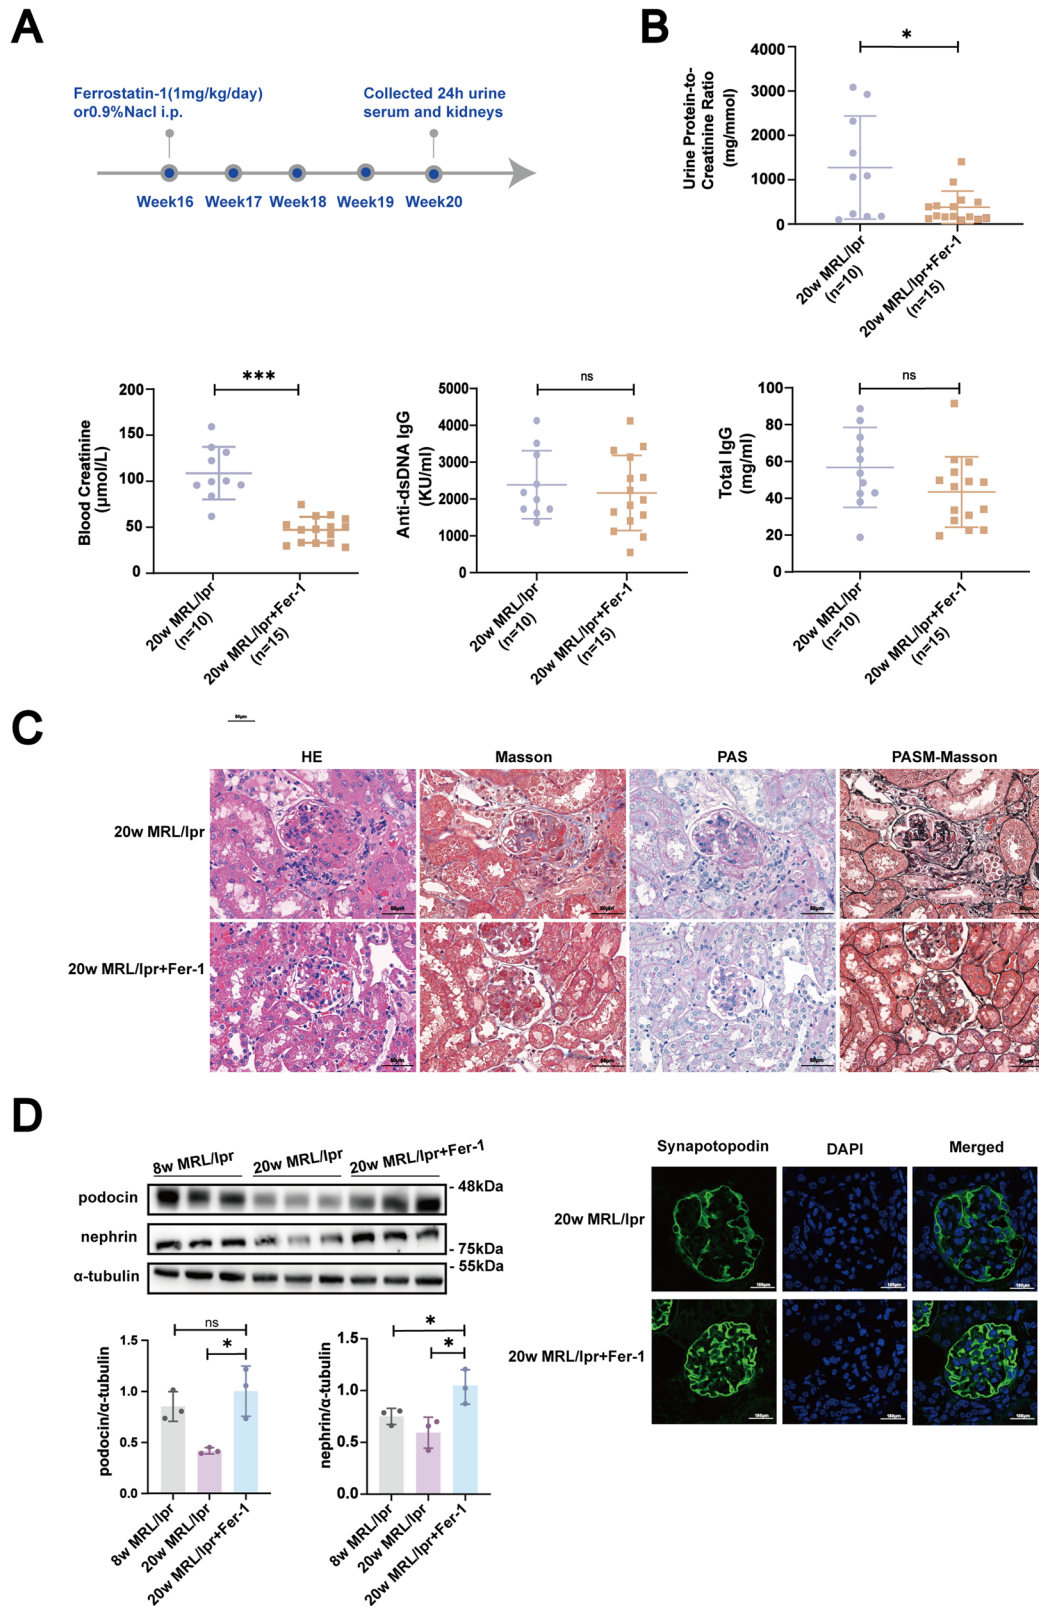 A
Ferrostatin-1(1mg/kg/day)
or0.9%Nacl i.p.
Collected 24h urine
serum and kidneys
Week16 Week17 Week18 Week19 Week20
B
Urine Protein-to-
Creatinine Ratio
(mg/mmol)
4000
3000
2000
1000
0
*
20w MRL/lpr
(n=10)
20w MRL/lpr+Fer-1
(n=15)
Blood Creatinine
(μmol/L)
200
150
100
50
0
***
20w MRL/lpr
(n=10)
20w MRL/lpr+Fer-1
(n=15)
Anti-dsDNA IgG
(KU/ml)
5000
4000
3000
2000
1000
0
ns
20w MRL/lpr
(n=10)
20w MRL/lpr+Fer-1
(n=15)
Total IgG
(mg/ml)
100
80
60
40
20
0
ns
20w MRL/lpr
(n=10)
20w MRL/lpr+Fer-1
(n=15)
C
50μm
HE Masson PAS PASM-Masson
20w MRL/lpr
50μm 50μm 50μm 50μm
20w MRL/lpr+Fer-1
50μm 50μm 50μm 50μm
D
8w MRL/lpr 20w MRL/lpr 20w MRL/lpr+Fer-1
podocin - 48kDa
nephrin - 75kDa
α-tubulin - 55kDa
podocin/α-tubulin
1.5
1.0
0.5
0.0
ns
*
8w MRL/lpr
20w MRL/lpr
20w MRL/lpr+Fer-1
nephrin/α-tubulin
1.5
1.0
0.5
0.0
*
*
8w MRL/lpr
20w MRL/lpr
20w MRL/lpr+Fer-1
Synapotopodin DAPI Merged
20w MRL/lpr
20w MRL/lpr+Fer-1